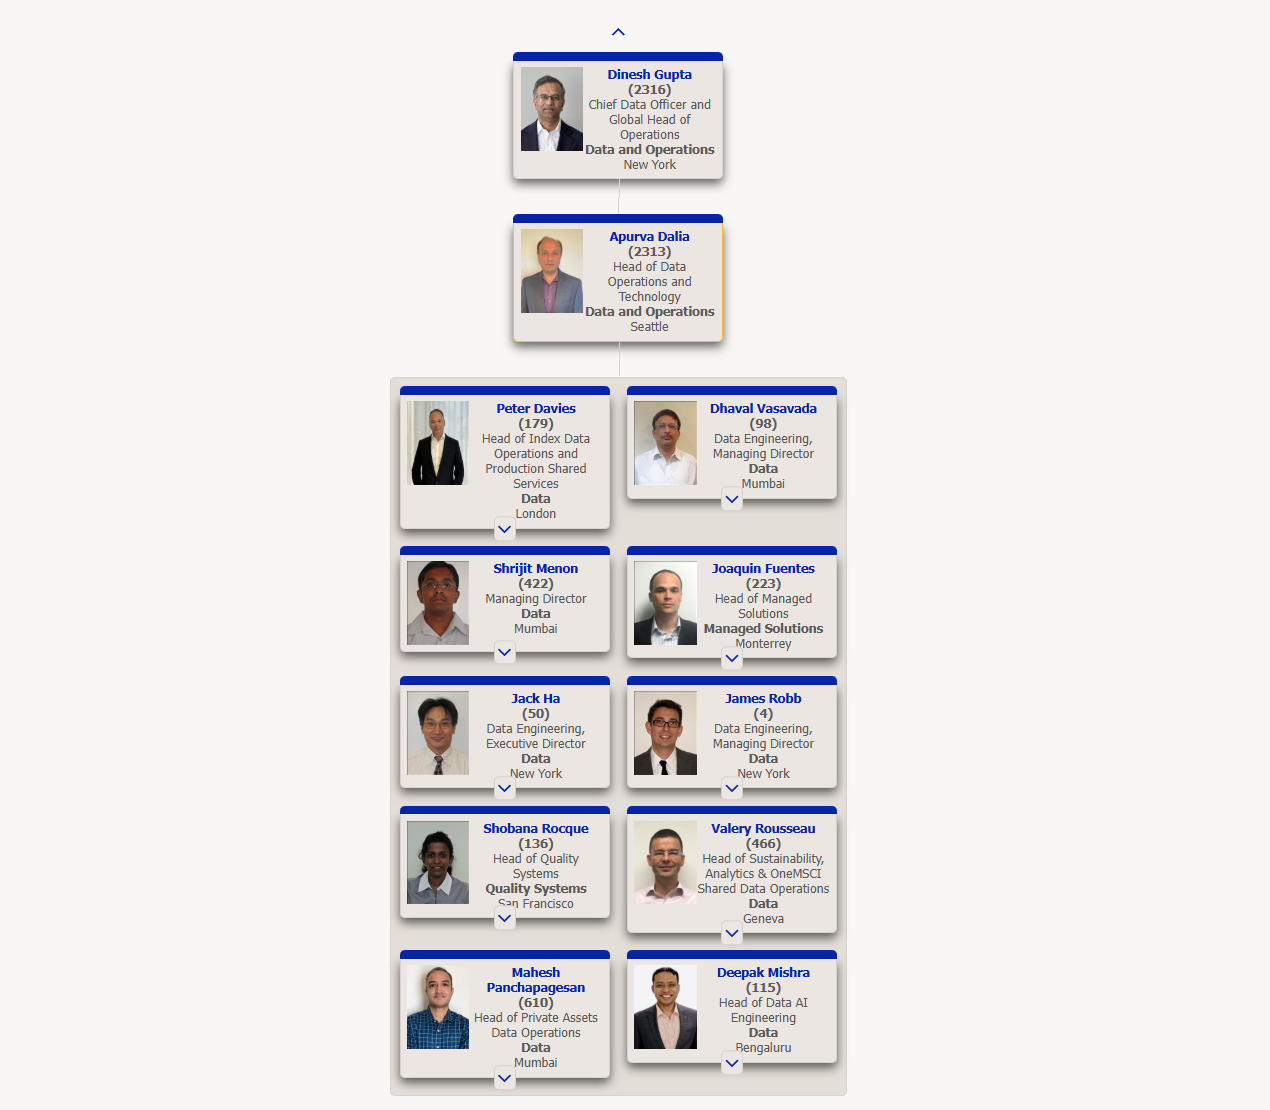 Dinesh Gupta
(2316)
Chief Data Officer and
Global Head of
Operations
Data and Operations
New York
Apurva Dalia
(2313)
Head of Data
Operations and
Technology
Data and Operations
Seattle
Peter Davies
(179)
Head of Index Data
Operations and
Production Shared
Services
Data
London
Dhaval Vasavada
(98)
Data Engineering,
Managing Director
Data
Mumbai
Shrijit Menon
(422)
Managing Director
Data
Mumbai
Joaquin Fuentes
(223)
Head of Managed
Solutions
Managed Solutions
Monterrey
Jack Ha
(50)
Data Engineering,
Executive Director
Data
New York
James Robb
(4)
Data Engineering,
Managing Director
Data
New York
Shobana Rocque
(136)
Head of Quality
Systems
Quality Systems
San Francisco
Valery Rousseau
(466)
Head of Sustainability,
Analytics & OneMSCI
Shared Data Operations
Data
Geneva
Mahesh
Panchapagesan
(610)
Head of Private Assets
Data Operations
Data
Mumbai
Deepak Mishra
(115)
Head of Data AI
Engineering
Data
Bengaluru